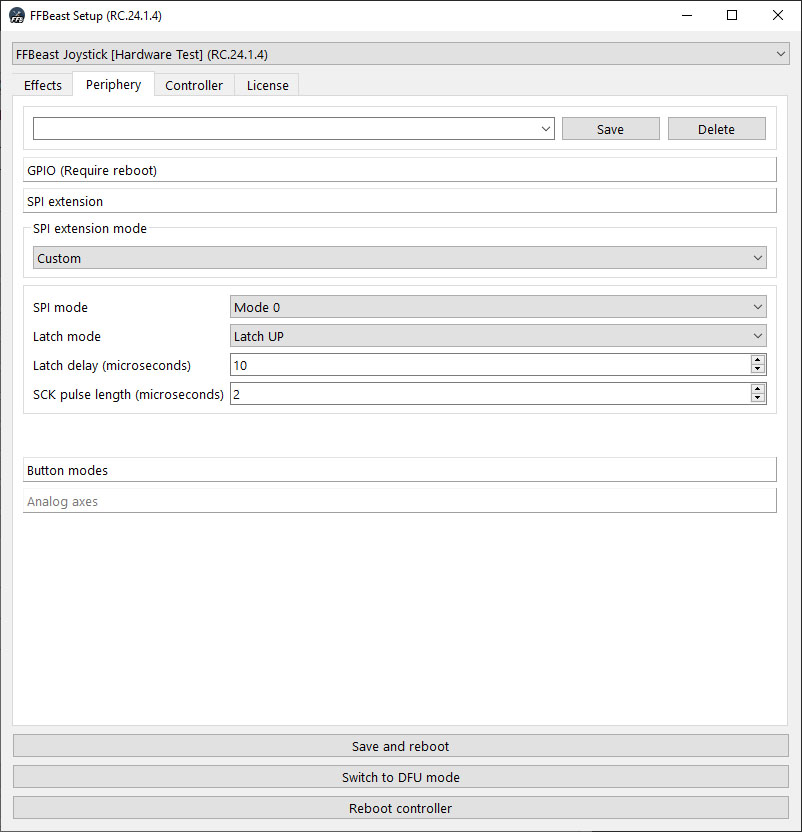 FFBeast Setup (RC.24.1.4)
FFBeast Joystick [Hardware Test] (RC.24.1.4)
Effects Periphery Controller License
Save Delete
GPIO (Require reboot)
SPI extension
SPI extension mode
Custom
SPI mode Mode 0
Latch mode Latch UP
Latch delay (microseconds) 10
SCK pulse length (microseconds) 2
Button modes
Analog axes
Save and reboot
Switch to DFU mode
Reboot controller